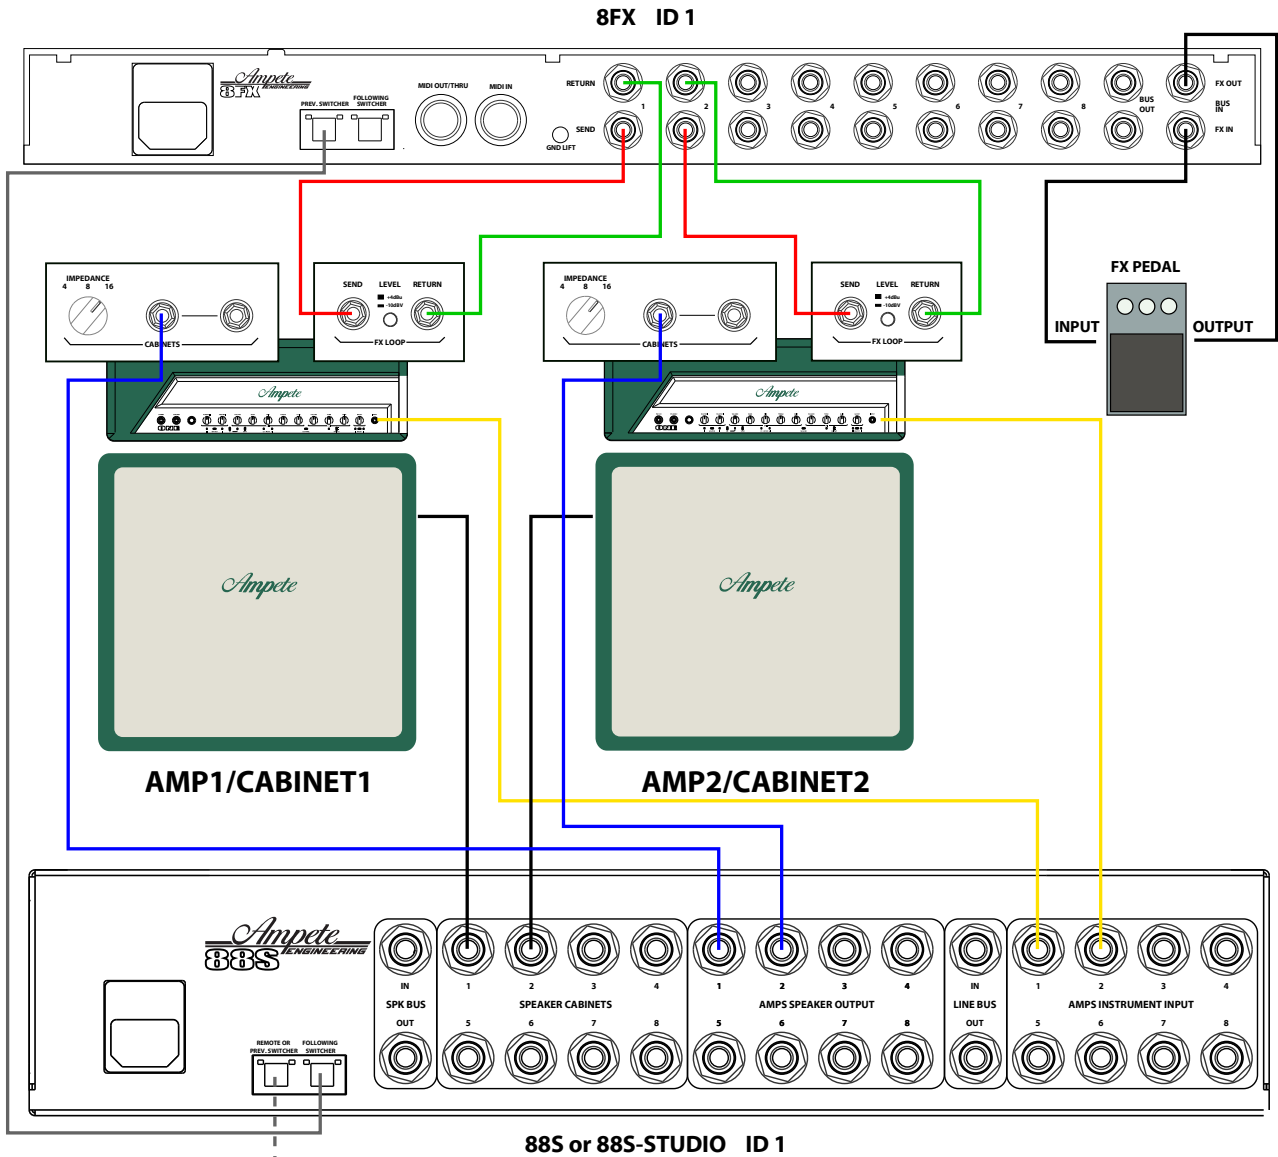 8FX ID 1
Ampete
ENGINEERING
8FX
PREV. SWITCHER
FOLLOWING
SWITCHER
MIDI OUT/THRU
MIDI IN
GND LIFT
RETURN
SEND
1
2
3
4
5
6
7
8
BUS
OUT
FX OUT
BUS
IN
FX IN
IMPEDANCE
4 8 16
CABINETS
SEND LEVEL RETURN
+4dBu
-10dBV
FX LOOP
IMPEDANCE
4 8 16
CABINETS
SEND LEVEL RETURN
+4dBu
-10dBV
FX LOOP
FX PEDAL
INPUT
OUTPUT
Ampete
Ampete
Ampete
Ampete
AMP1/CABINET1
AMP2/CABINET2
Ampete
ENGINEERING
88S
REMOTE OR
PREV. SWITCHER
FOLLOWING
SWITCHER
IN
SPK BUS
OUT
1 2 3 4
SPEAKER CABINETS
5 6 7 8
1 2 3 4
AMPS SPEAKER OUTPUT
5 6 7 8
IN
LINE BUS
OUT
1 2 3 4
AMPS INSTRUMENT INPUT
5 6 7 8
88S or 88S-STUDIO ID 1